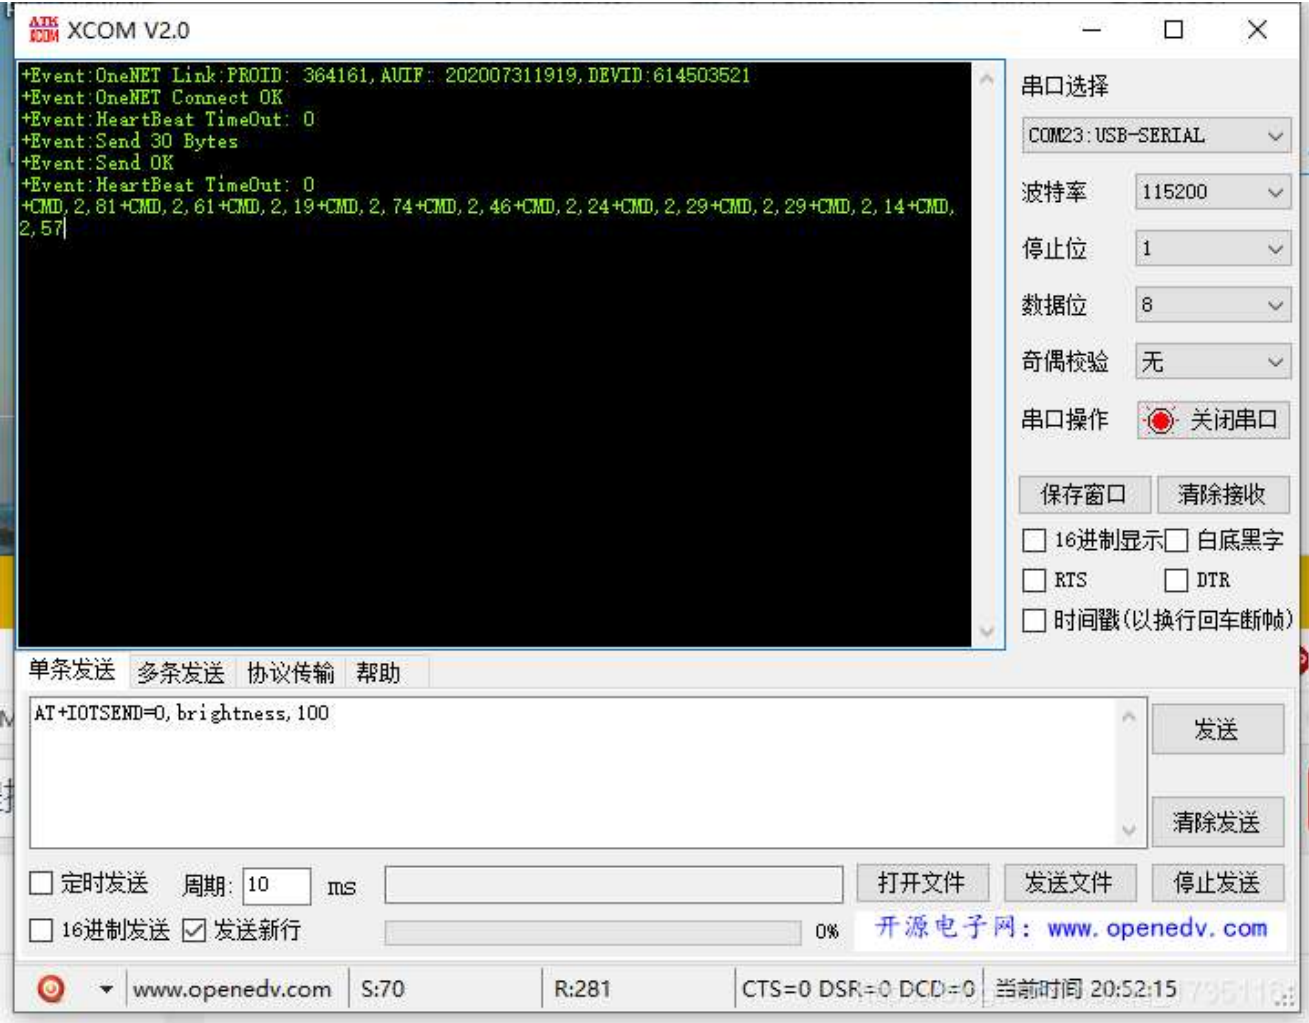 ATK XCOM XCOM V2.0
+Event:OneNET Link:PROID: 364161,AUIF: 202007311919,DEVID:614503521
+Event:OneNET Connect OK
+Event:HeartBeat TimeOut: 0
+Event:Send 30 Bytes
+Event:Send OK
+Event:HeartBeat TimeOut: 0
+CMD,2,81+CMD,2,61+CMD,2,19+CMD,2,74+CMD,2,46+CMD,2,24+CMD,2,29+CMD,2,29+CMD,2,14+CMD,
2,57
串口选择
COM23:USB-SERIAL
波特率 115200
停止位 1
数据位 8
奇偶校验 无
串口操作 关闭串口
保存窗口 清除接收
16进制显示 白底黑字
RTS DTR
时间戳(以换行回车断帧)
单条发送 多条发送 协议传输 帮助
AT+IOTSEND=0,brightness,100
发送
清除发送
定时发送 周期: 10 ms 打开文件 发送文件 停止发送
16进制发送 发送新行 0% 开源电子网：www.openedv.com
www.openedv.com S:70 R:281 CTS=0 DSR=0 DCD=0 当前时间 20:52:15